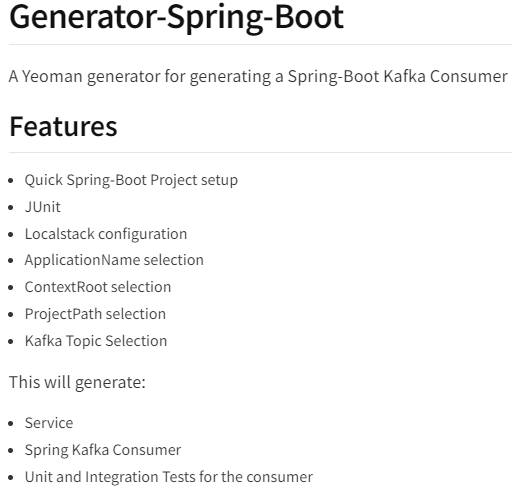 Generator-Spring-Boot
A Yeoman generator for generating a Spring-Boot Kafka Consumer
Features
Quick Spring-Boot Project setup
JUnit
Localstack configuration
ApplicationName selection
ContextRoot selection
ProjectPath selection
Kafka Topic Selection
This will generate:
Service
Spring Kafka Consumer
Unit and Integration Tests for the consumer